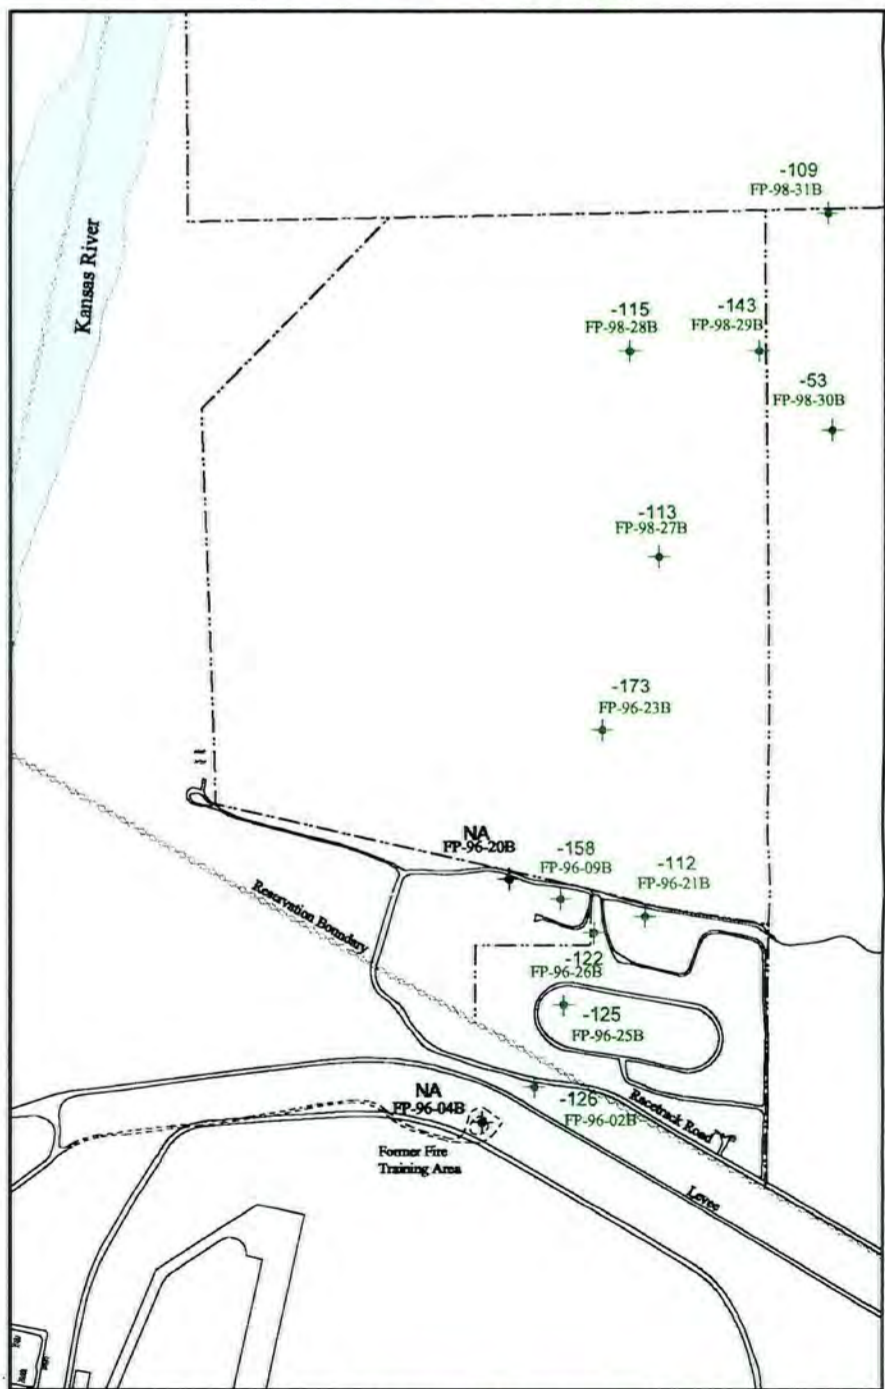 -109
FP-98-31B
Kansas River
-115
FP-98-28B
-143
FP-98-29B
-53
FP-98-30B
-113
FP-98-27B
-173
FP-96-23B
NA
FP-96-20B
-158
FP-96-09B
-112
FP-96-21B
Reservation Boundary
-122
FP-96-26B
-125
FP-96-25B
NA
FP-96-04B
-126
FP-96-02B
Racetrack Road
Former Fire
Training Area
Levee